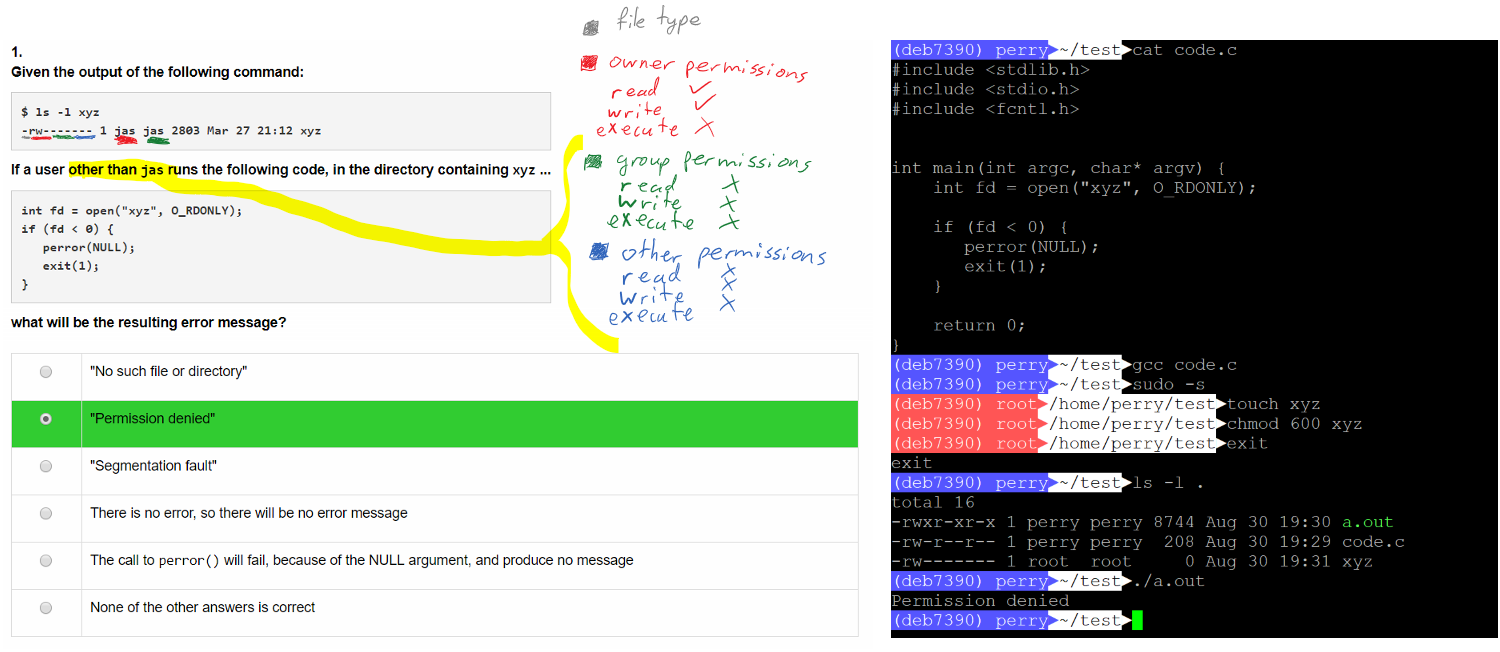 1.
Given the output of the following command:
$ ls -l xyz
-rw------- 1 jas jas 2803 Mar 27 21:12 xyz
If a user other than jas runs the following code, in the directory containing xyz ...
int fd = open("xyz", O_RDONLY);
if (fd < 0) {
   perror(NULL);
   exit(1);
}
what will be the resulting error message?
"No such file or directory"
"Permission denied"
"Segmentation fault"
There is no error, so there will be no error message
The call to perror() will fail, because of the NULL argument, and produce no message
None of the other answers is correct
file type
owner permissions
read ✓
write ✓
execute X
group permissions
read X
write X
execute X
other permissions
read X
write X
execute X
(deb7390) perry ~/test cat code.c
#include <stdlib.h>
#include <stdio.h>
#include <fcntl.h>
int main(int argc, char* argv) {
    int fd = open("xyz", O_RDONLY);
    if (fd < 0) {
       perror(NULL);
       exit(1);
    }
    return 0;
}
(deb7390) perry ~/test gcc code.c
(deb7390) perry ~/test sudo -s
(deb7390) root /home/perry/test touch xyz
(deb7390) root /home/perry/test chmod 600 xyz
(deb7390) root /home/perry/test exit
exit
(deb7390) perry ~/test ls -l .
total 16
-rwxr-xr-x 1 perry perry 8744 Aug 30 19:30 a.out
-rw-r--r-- 1 perry perry  208 Aug 30 19:29 code.c
-rw------- 1 root  root     0 Aug 30 19:31 xyz
(deb7390) perry ~/test ./a.out
Permission denied
(deb7390) perry ~/test